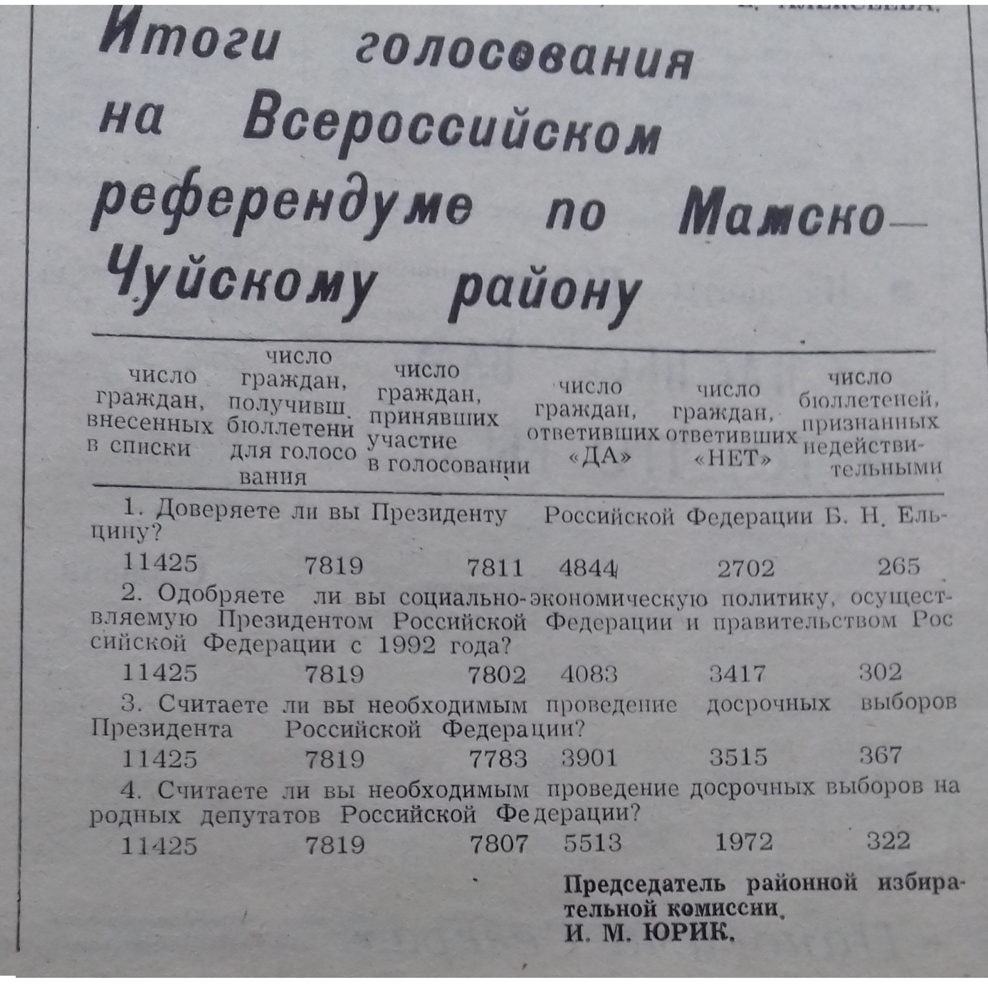 Итоги голосования
на Всероссийском
референдуме по Мамско—
Чуйскому району
число граждан, внесенных в списки
число граждан, получивш. бюллетени для голосо вания
число граждан, принявших участие в голосовании
число граждан, ответивших «ДА»
число граждан, ответивших «НЕТ»
число бюллетеней, признанных недействи-тельными
1. Доверяете ли вы Президенту Российской Федерации Б. Н. Ель-
цину?
11425 7819 7811 4844 2702 265
2. Одобряете ли вы социально-экономическую политику, осущест-
вляемую Президентом Российской Федерации и правительством Рос
сийской Федерации с 1992 года?
11425 7819 7802 4083 3417 302
3. Считаете ли вы необходимым проведение досрочных выборов
Президента Российской Федерации?
11425 7819 7783 3901 3515 367
4. Считаете ли вы необходимым проведение досрочных выборов на
родных депутатов Российской Федерации?
11425 7819 7807 5513 1972 322
Председатель районной избира-
тельной комиссии.
И. М. ЮРИК.